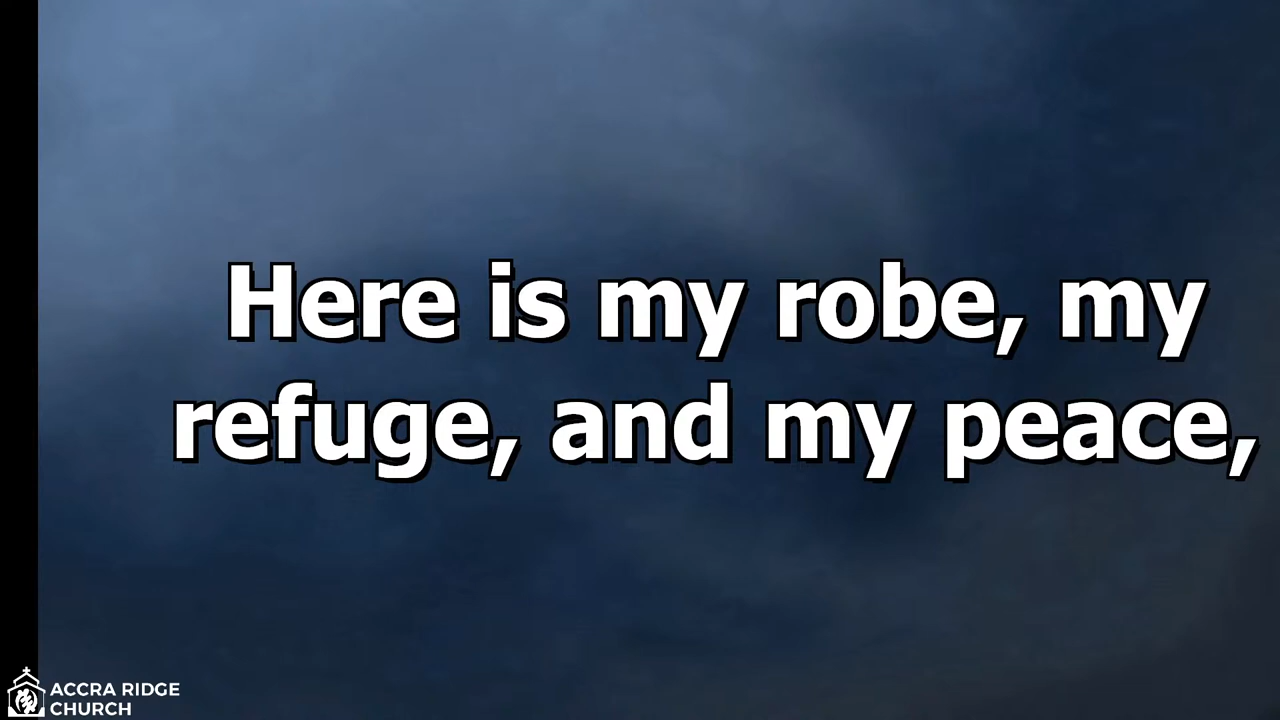 Here is my robe, my
refuge, and my peace,
ACCRA RIDGE
CHURCH